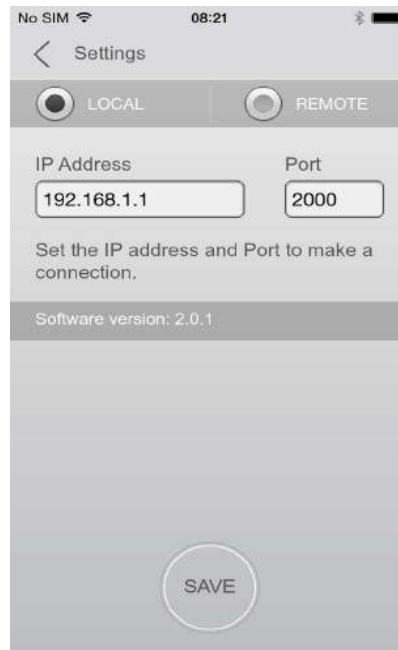 No SIM 08:21
Settings
LOCAL REMOTE
IP Address Port
192.168.1.1 2000
Set the IP address and Port to make a
connection.
Software version: 2.0.1
SAVE